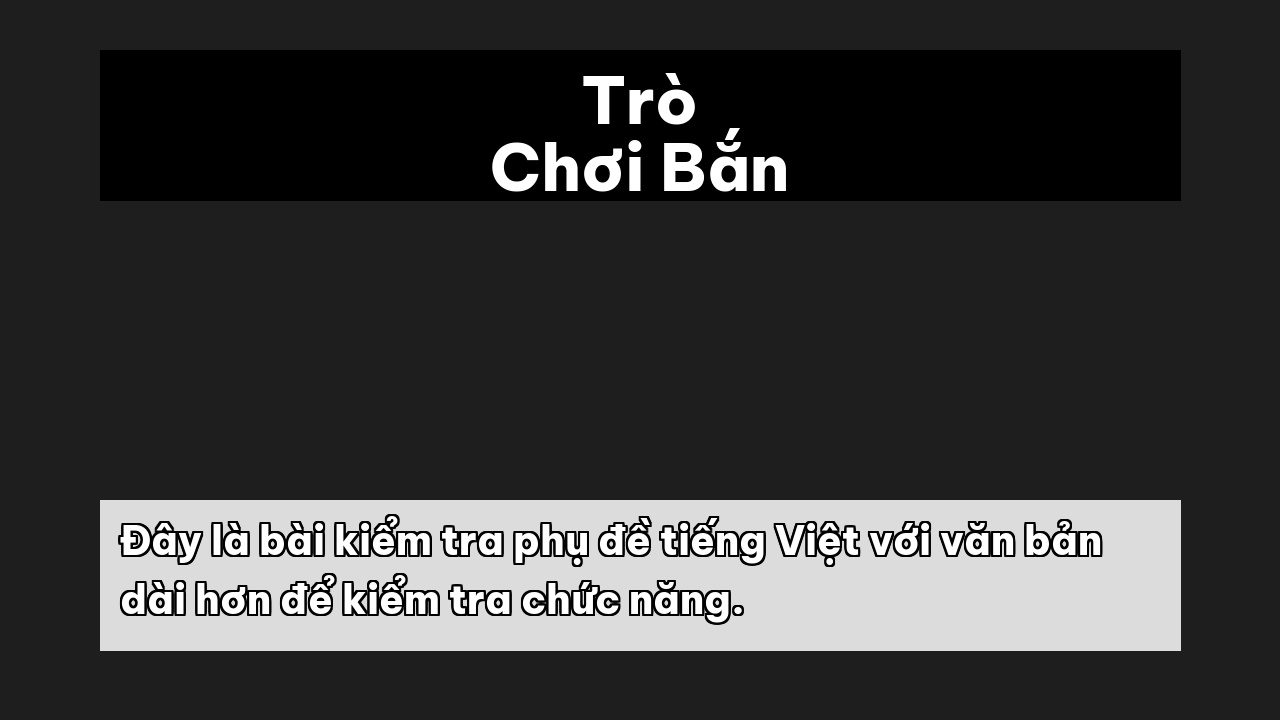 Trò
Chơi Bắn
Đây là bài kiểm tra phụ đề tiếng Việt với văn bản
dài hơn để kiểm tra chức năng.